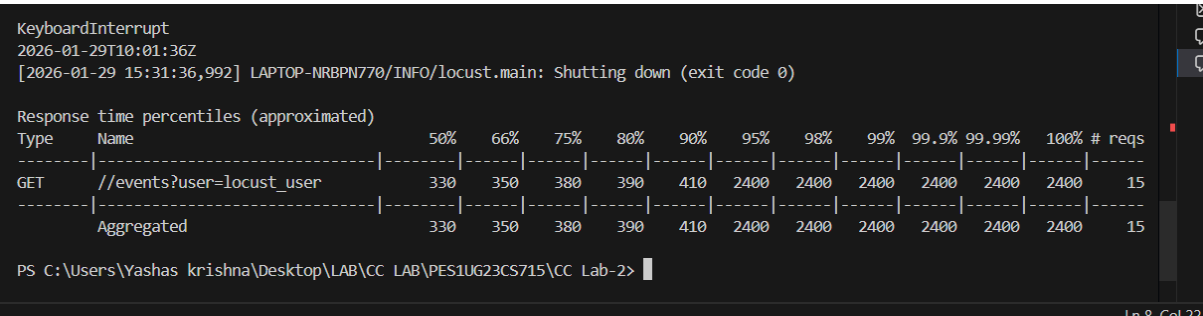 KeyboardInterrupt
2026-01-29T10:01:36Z
[2026-01-29 15:31:36,992] LAPTOP-NRBPN770/INFO/locust.main: Shutting down (exit code 0)
Response time percentiles (approximated)
Type     Name                                  50%    66%    75%    80%    90%    95%    98%    99%  99.9% 99.99%   100% # reqs
--------|--------------------------------|--------|------|------|------|------|------|------|------|------|------|------|------
GET      //events?user=locust_user             330    350    380    390    410   2400   2400   2400   2400   2400   2400     15
--------|--------------------------------|--------|------|------|------|------|------|------|------|------|------|------|------
         Aggregated                            330    350    380    390    410   2400   2400   2400   2400   2400   2400     15
PS C:\Users\Yashas krishna\Desktop\LAB\CC LAB\PES1UG23CS715\CC Lab-2>